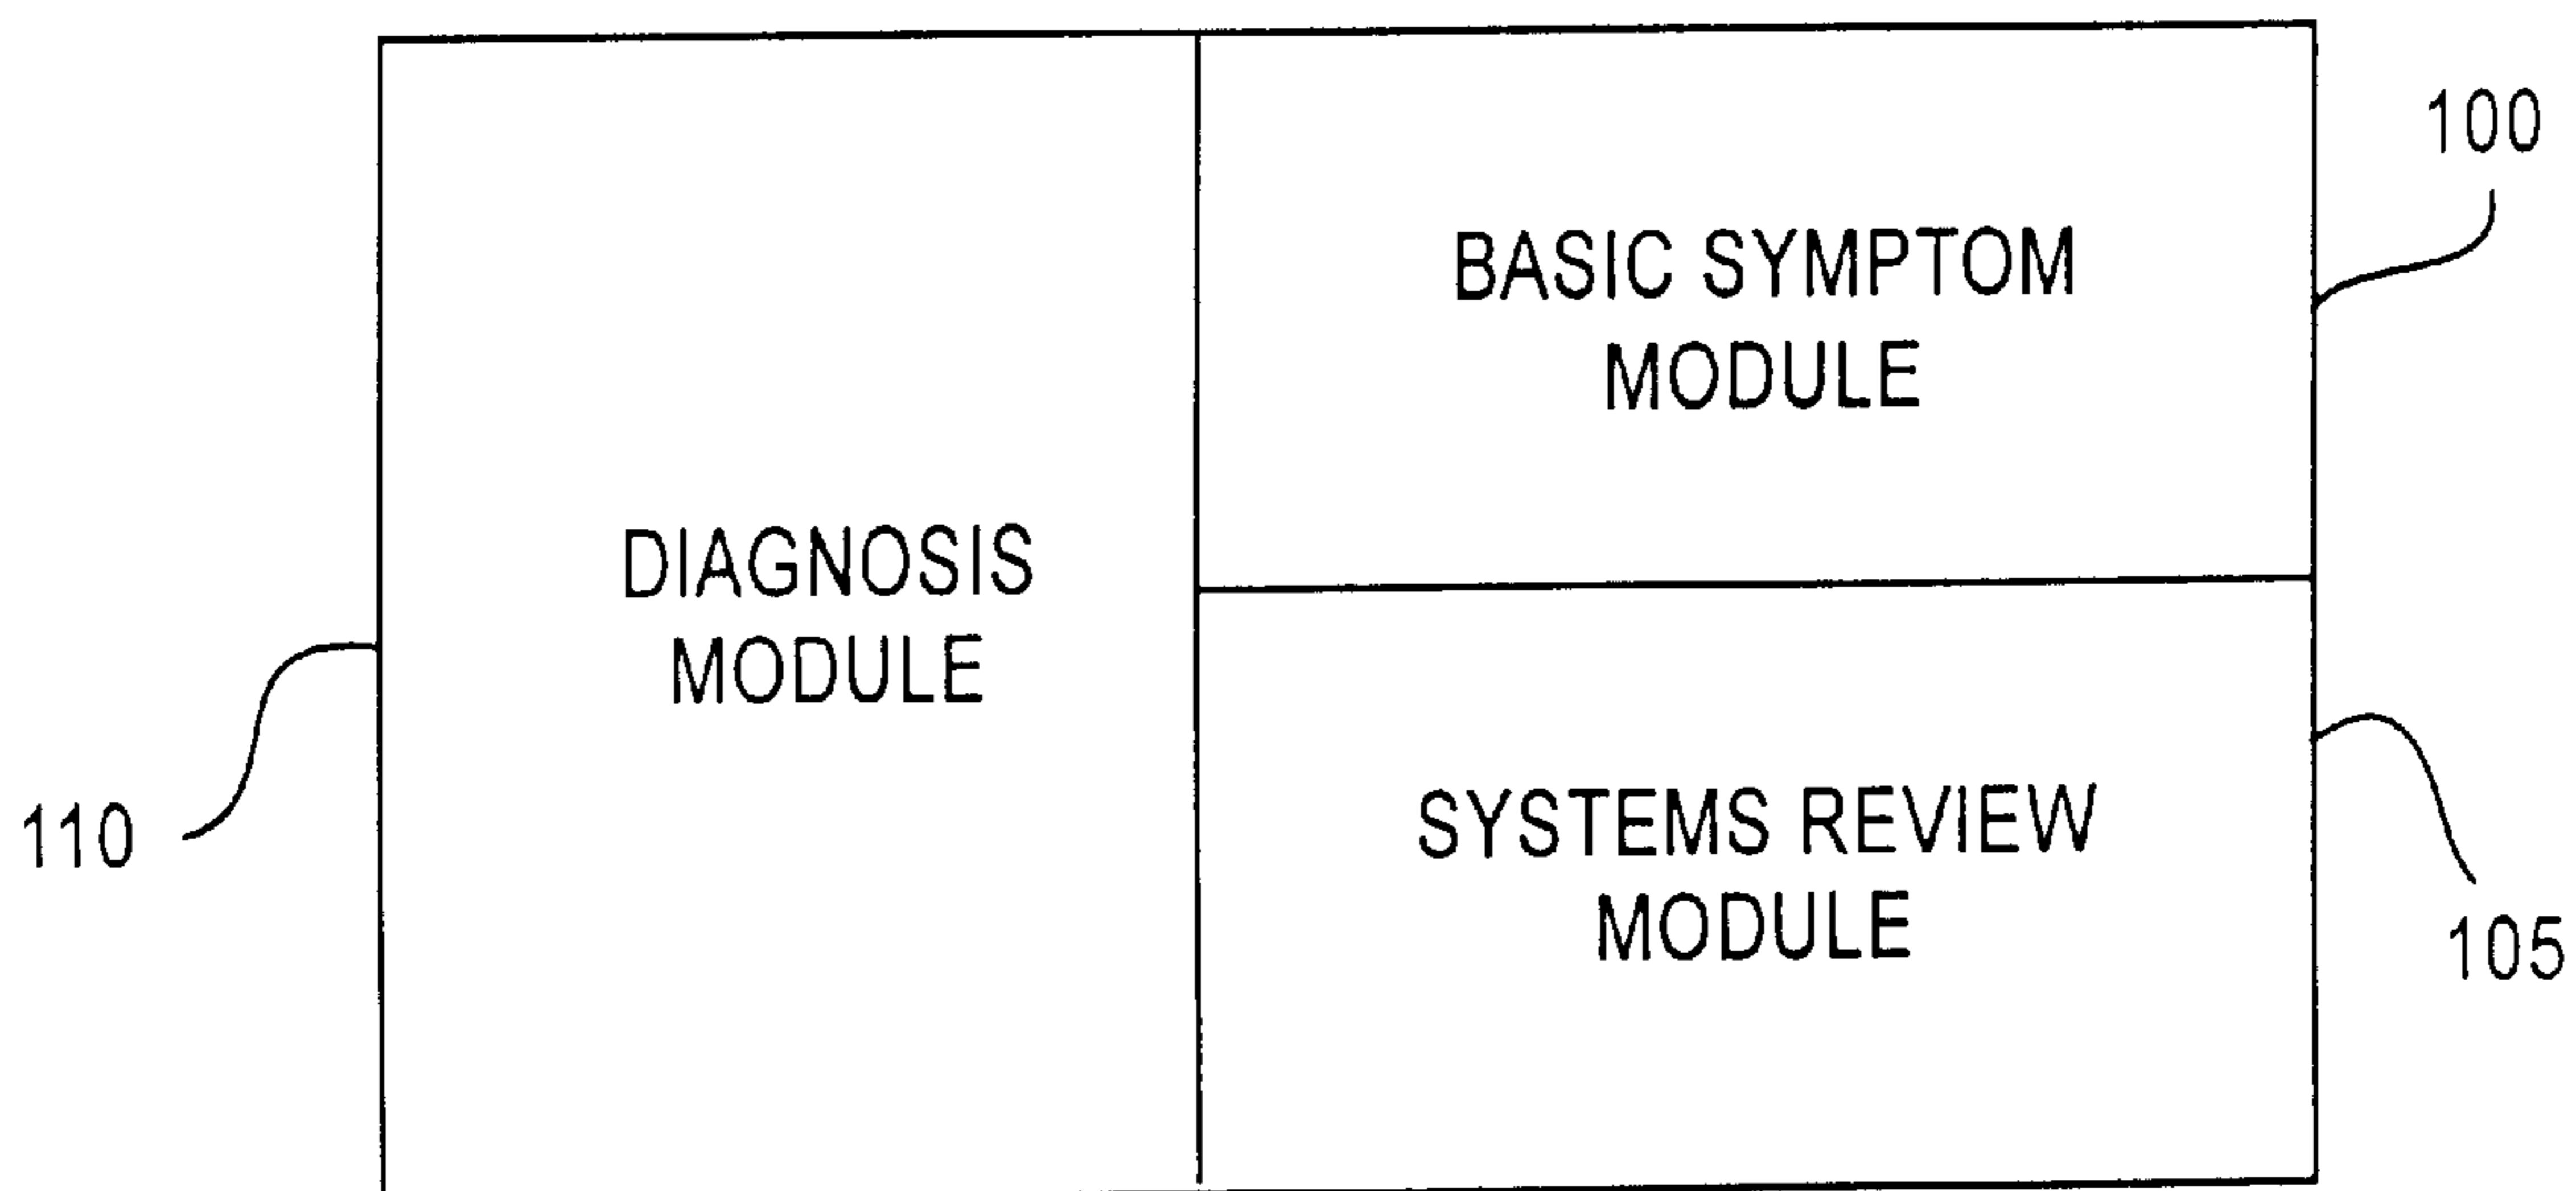 100
BASIC SYMPTOM
MODULE
DIAGNOSIS
MODULE
110
SYSTEMS REVIEW
MODULE
105